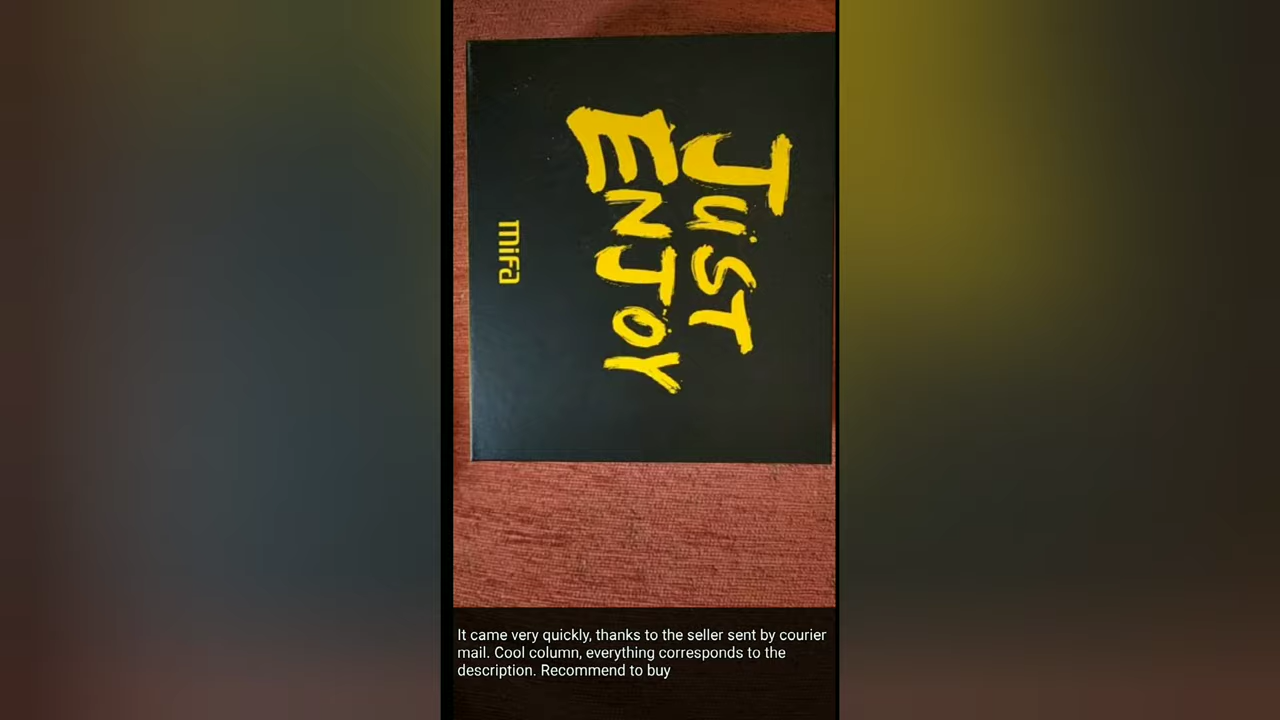 JUST
ENJOY
mifa
It came very quickly, thanks to the seller sent by courier
mail. Cool column, everything corresponds to the
description. Recommend to buy